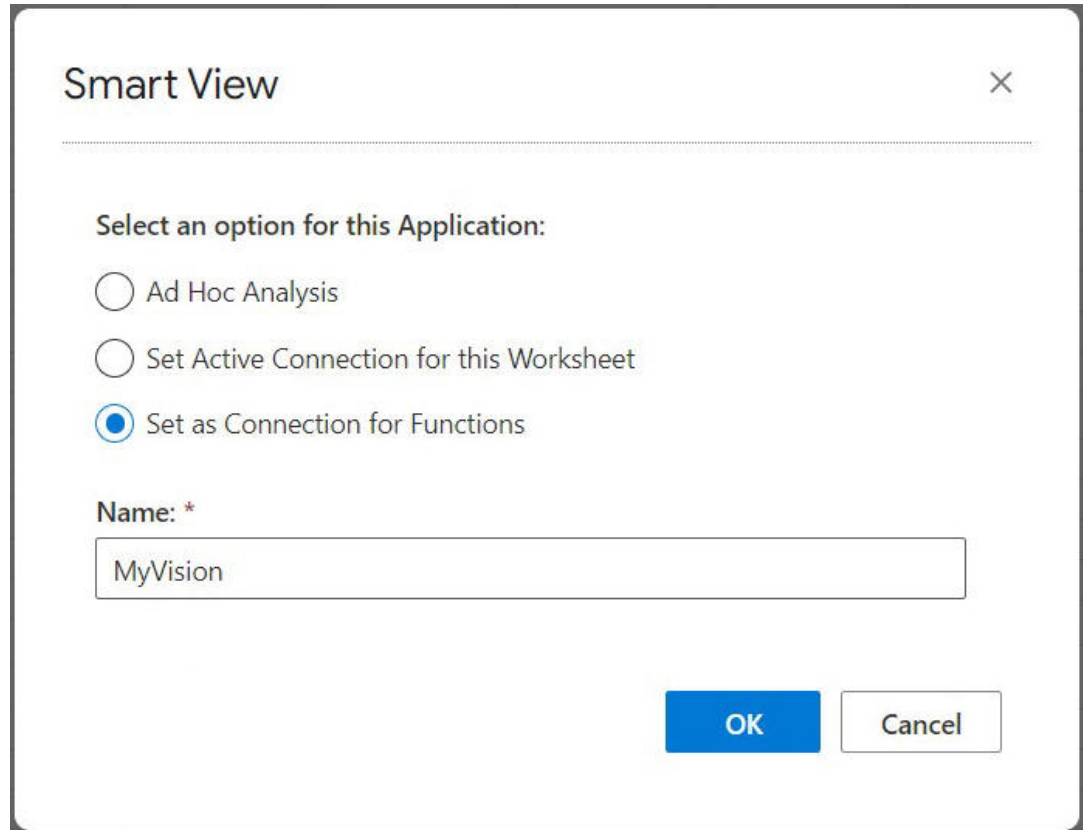 Smart View
Select an option for this Application:
Ad Hoc Analysis
Set Active Connection for this Worksheet
Set as Connection for Functions
Name: *
MyVision
OK Cancel